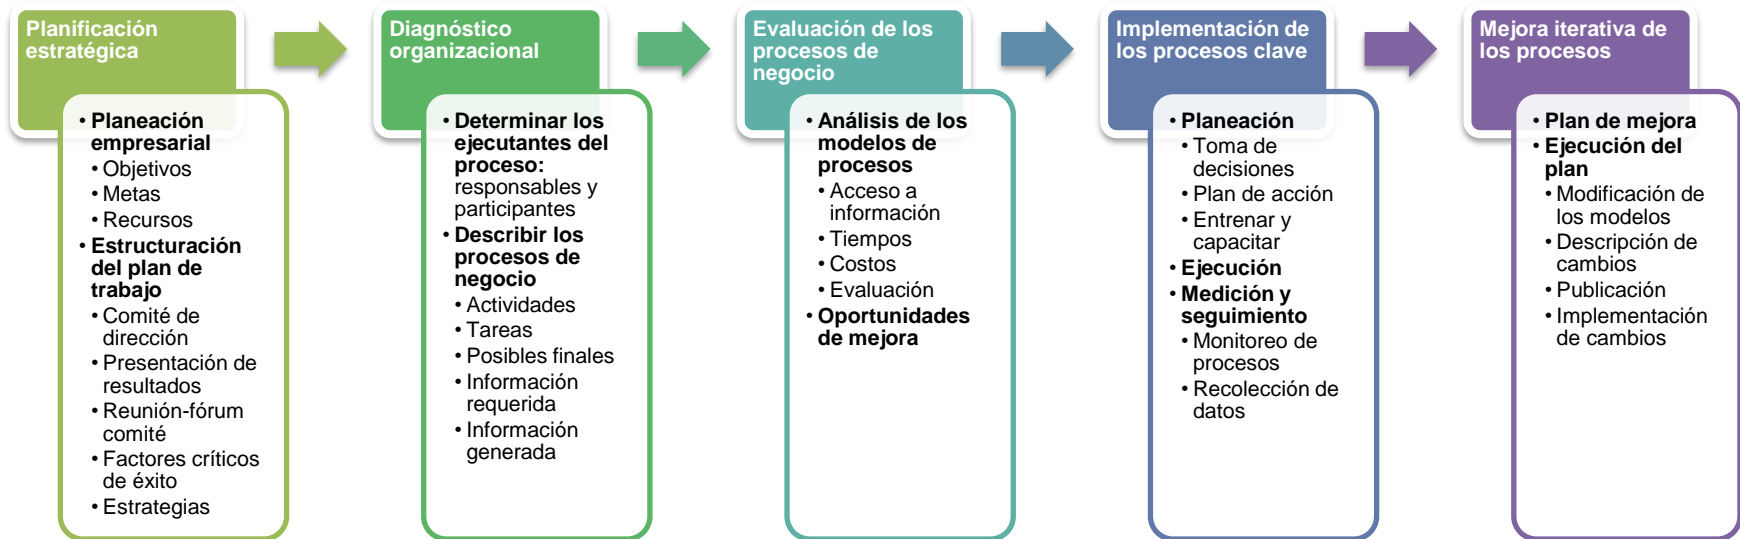 Planificación
estratégica
• Planeación
empresarial
• Objetivos
• Metas
• Recursos
• Estructuración
del plan de
trabajo
• Comité de
dirección
• Presentación de
resultados
• Reunión-fórum
comité
• Factores críticos
de éxito
• Estrategias
Diagnóstico
organizacional
• Determinar los
ejecutantes del
proceso:
responsables y
participantes
• Describir los
procesos de
negocio
• Actividades
• Tareas
• Posibles finales
• Información
requerida
• Información
generada
Evaluación de los
procesos de
negocio
• Análisis de los
modelos de
procesos
• Acceso a
información
• Tiempos
• Costos
• Evaluación
• Oportunidades
de mejora
Implementación de
los procesos clave
• Planeación
• Toma de
decisiones
• Plan de acción
• Entrenar y
capacitar
• Ejecución
• Medición y
seguimiento
• Monitoreo de
procesos
• Recolección de
datos
Mejora iterativa de
los procesos
• Plan de mejora
• Ejecución del
plan
• Modificación de
los modelos
• Descripción de
cambios
• Publicación
• Implementación
de cambios